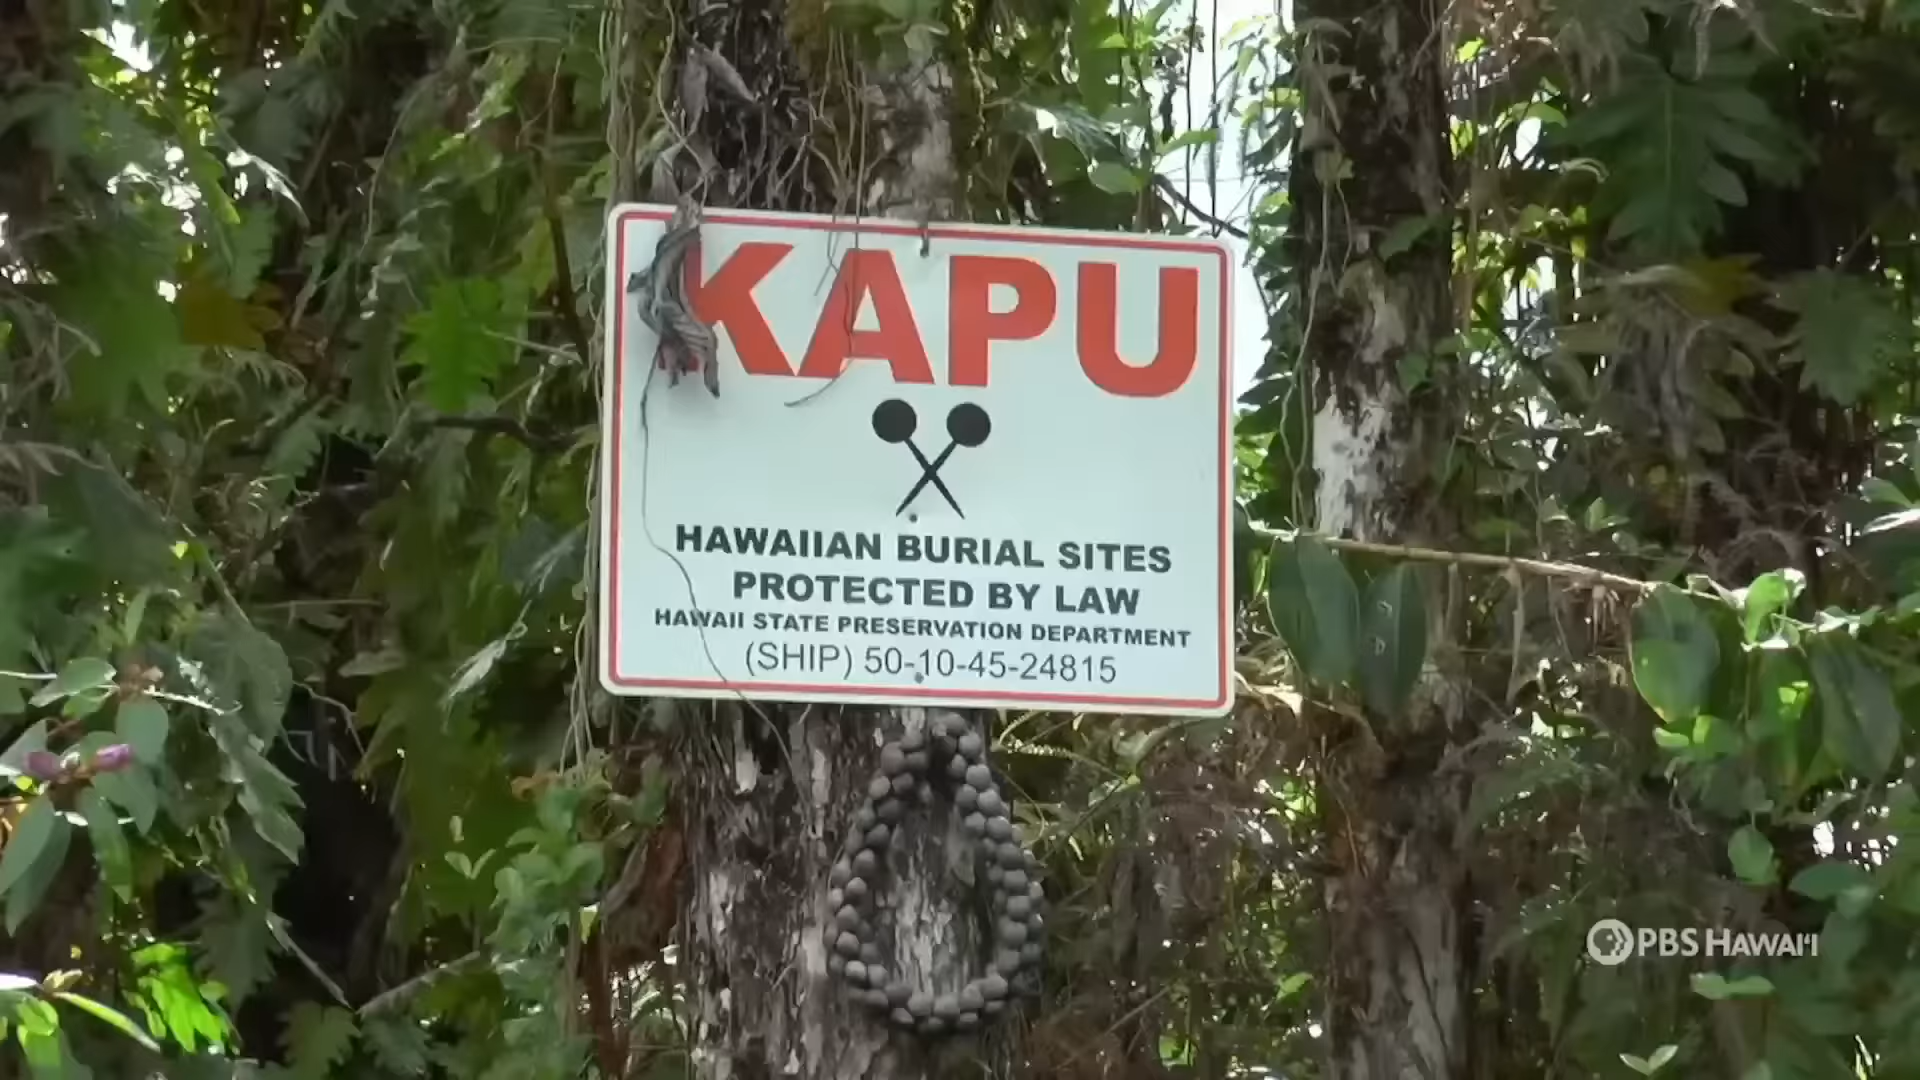 KAPU
HAWAIIAN BURIAL SITES
PROTECTED BY LAW
HAWAII STATE PRESERVATION DEPARTMENT
(SHIP) 50-10-45-24815
PBS HAWAIʻI